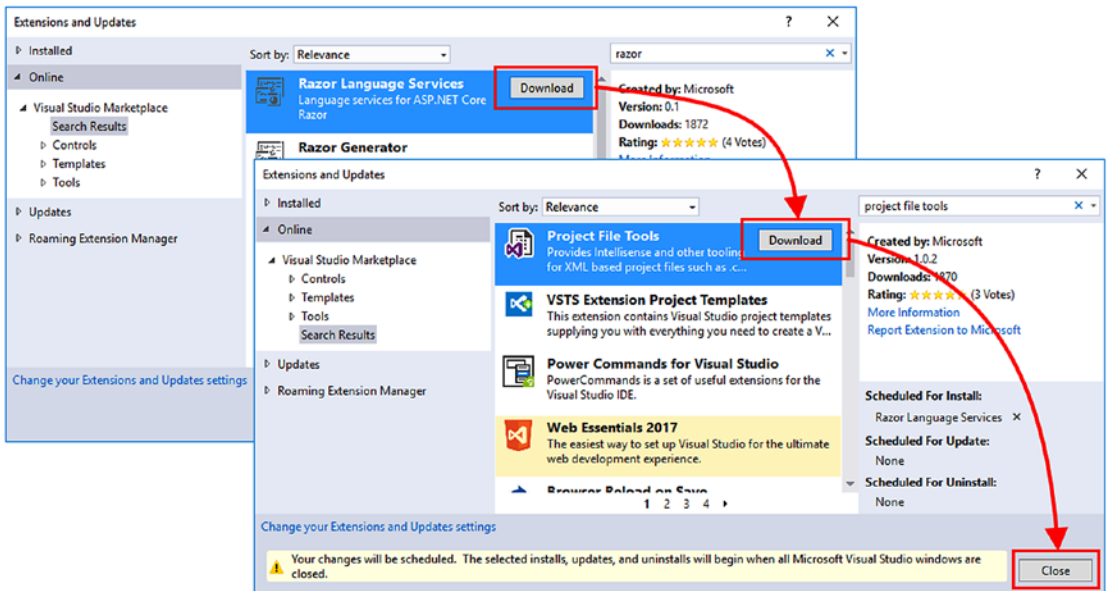 Extensions and Updates
?
Installed
Sort by: Relevance
razor
Online
Razor Language Services
Download
Language services for ASP.NET Core
Razor
Created by: Microsoft
Version: 0.1
Downloads: 1872
Rating: (4 Votes)
More Information
Visual Studio Marketplace
Search Results
Controls
Templates
Tools
Razor Generator
Updates
Roaming Extension Manager
Change your Extensions and Updates settings
Extensions and Updates
?
Installed
Sort by: Relevance
project file tools
Online
Project File Tools
Download
Provides Intellisense and other tooling
for XML based project files such as .c...
Created by: Microsoft
Version: 1.0.2
Downloads: 1870
Rating: (3 Votes)
More Information
Report Extension to Microsoft
Visual Studio Marketplace
Controls
Templates
Tools
Search Results
VSTS Extension Project Templates
This extension contains Visual Studio project templates
supplying you with everything you need to create a V...
Updates
Roaming Extension Manager
Power Commands for Visual Studio
PowerCommands is a set of useful extensions for the
Visual Studio IDE.
Web Essentials 2017
The easiest way to set up Visual Studio for the ultimate
web development experience.
Browser Reload on Save
1 2 3 4
Scheduled For Install:
Razor Language Services
Scheduled For Update:
None
Scheduled For Uninstall:
None
Change your Extensions and Updates settings
Your changes will be scheduled. The selected installs, updates, and uninstalls will begin when all Microsoft Visual Studio windows are
closed.
Close